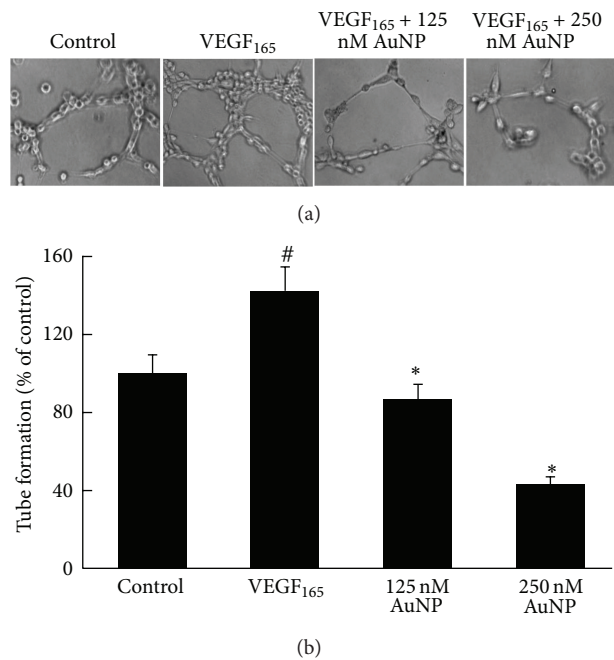 Control
VEGF₁₆₅
VEGF₁₆₅ + 125
nM AuNP
VEGF₁₆₅ + 250
nM AuNP
(a)
Tube formation (% of control)
160
120
80
40
0
#
*
*
Control
VEGF₁₆₅
125 nM
AuNP
250 nM
AuNP
(b)